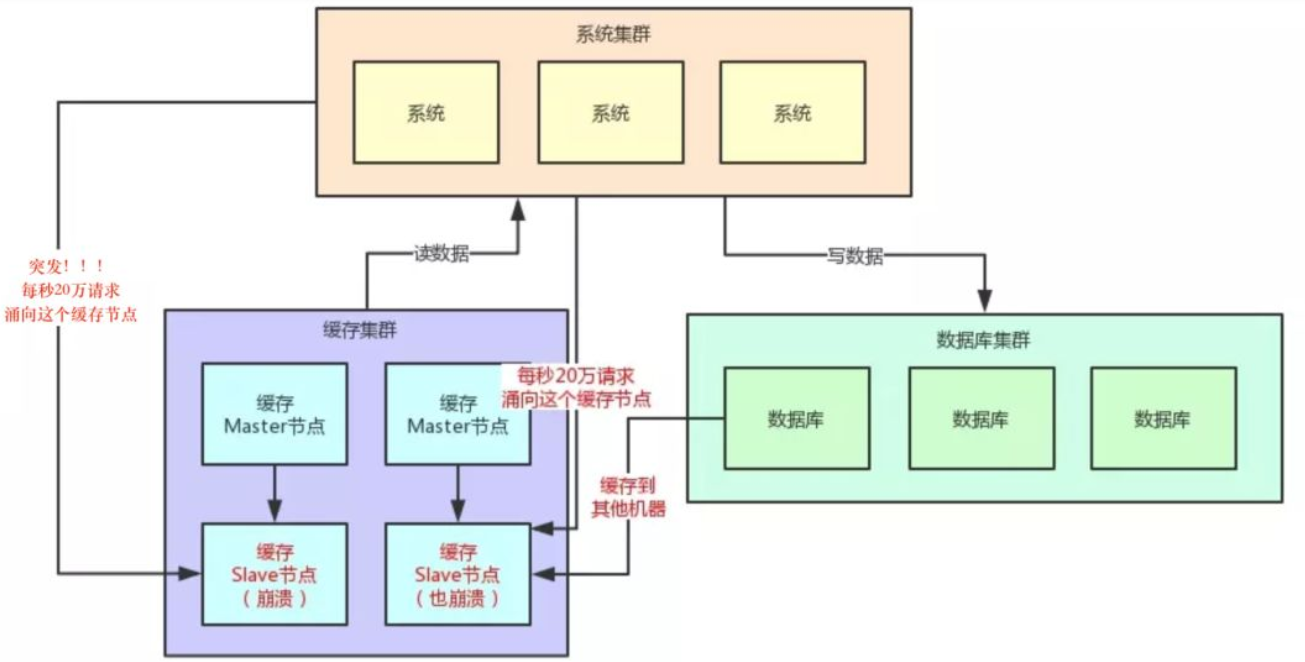 系统集群
系统
系统
系统
读数据
写数据
突发！！！
每秒20万请求
涌向这个缓存节点
缓存集群
缓存
Master节点
缓存
Master节点
每秒20万请求
涌向这个缓存节点
缓存
Slave节点
（崩溃）
缓存
Slave节点
（也崩溃）
缓存到
其他机器
数据库集群
数据库
数据库
数据库